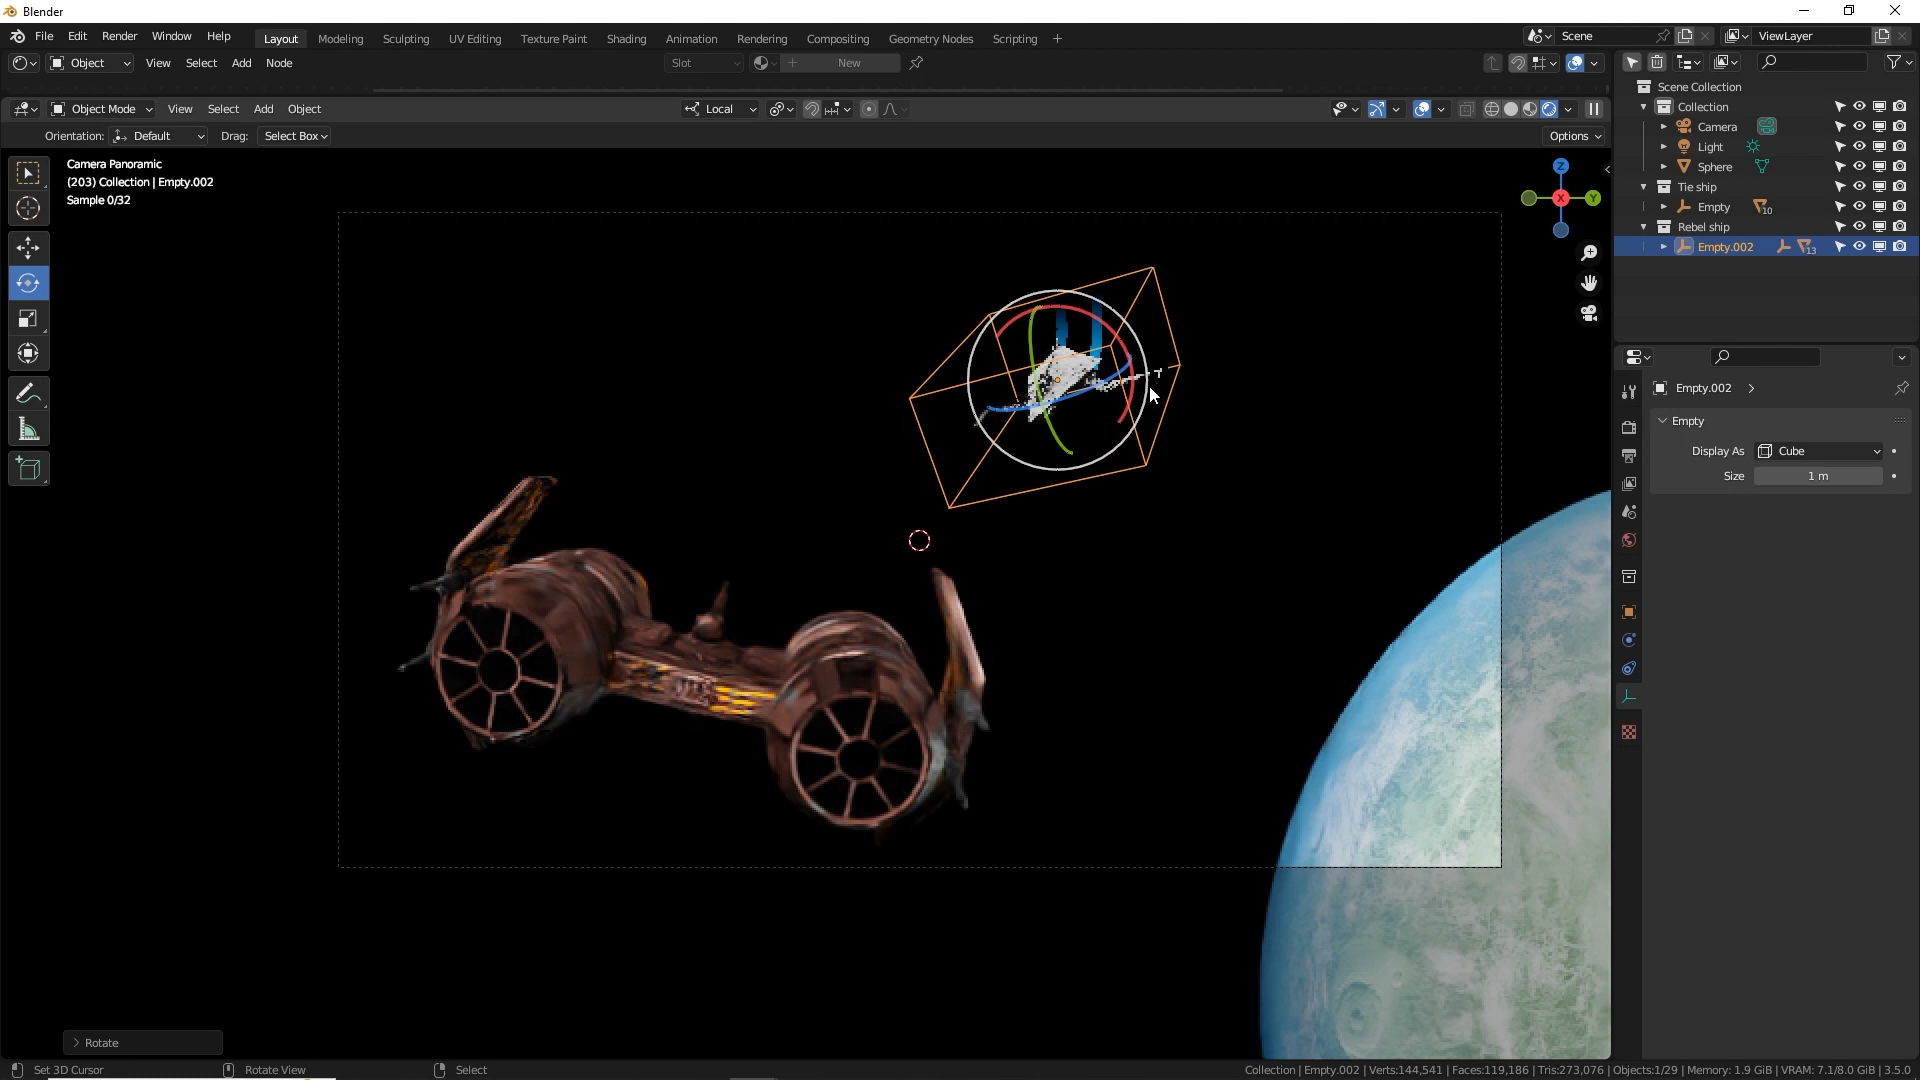 Blender
File Edit Render Window Help Layout Modeling Sculpting UV Editing Texture Paint Shading Animation Rendering Compositing Geometry Nodes Scripting + Scene ViewLayer
Object View Select Add Object Node Slot New
Scene Collection
Object Mode View Select Add Object Local
Collection
Orientation: Default Drag: Select Box Options
Camera
Light
Sphere
Tie ship
Empty 10
Rebel ship
Empty.002 13
Camera Panoramic
(203) Collection | Empty.002
Sample 0/32
Z
X
Y
Empty.002
Empty
Display As Cube
Size 1 m
Rotate
Set 3D Cursor Rotate View Select Collection | Empty.002 | Verts:144,541 | Faces:119,186 | Tris:273,076 | Objects:1/29 | Memory: 1.9 GiB | VRAM: 7.1/8.0 GiB | 3.5.0